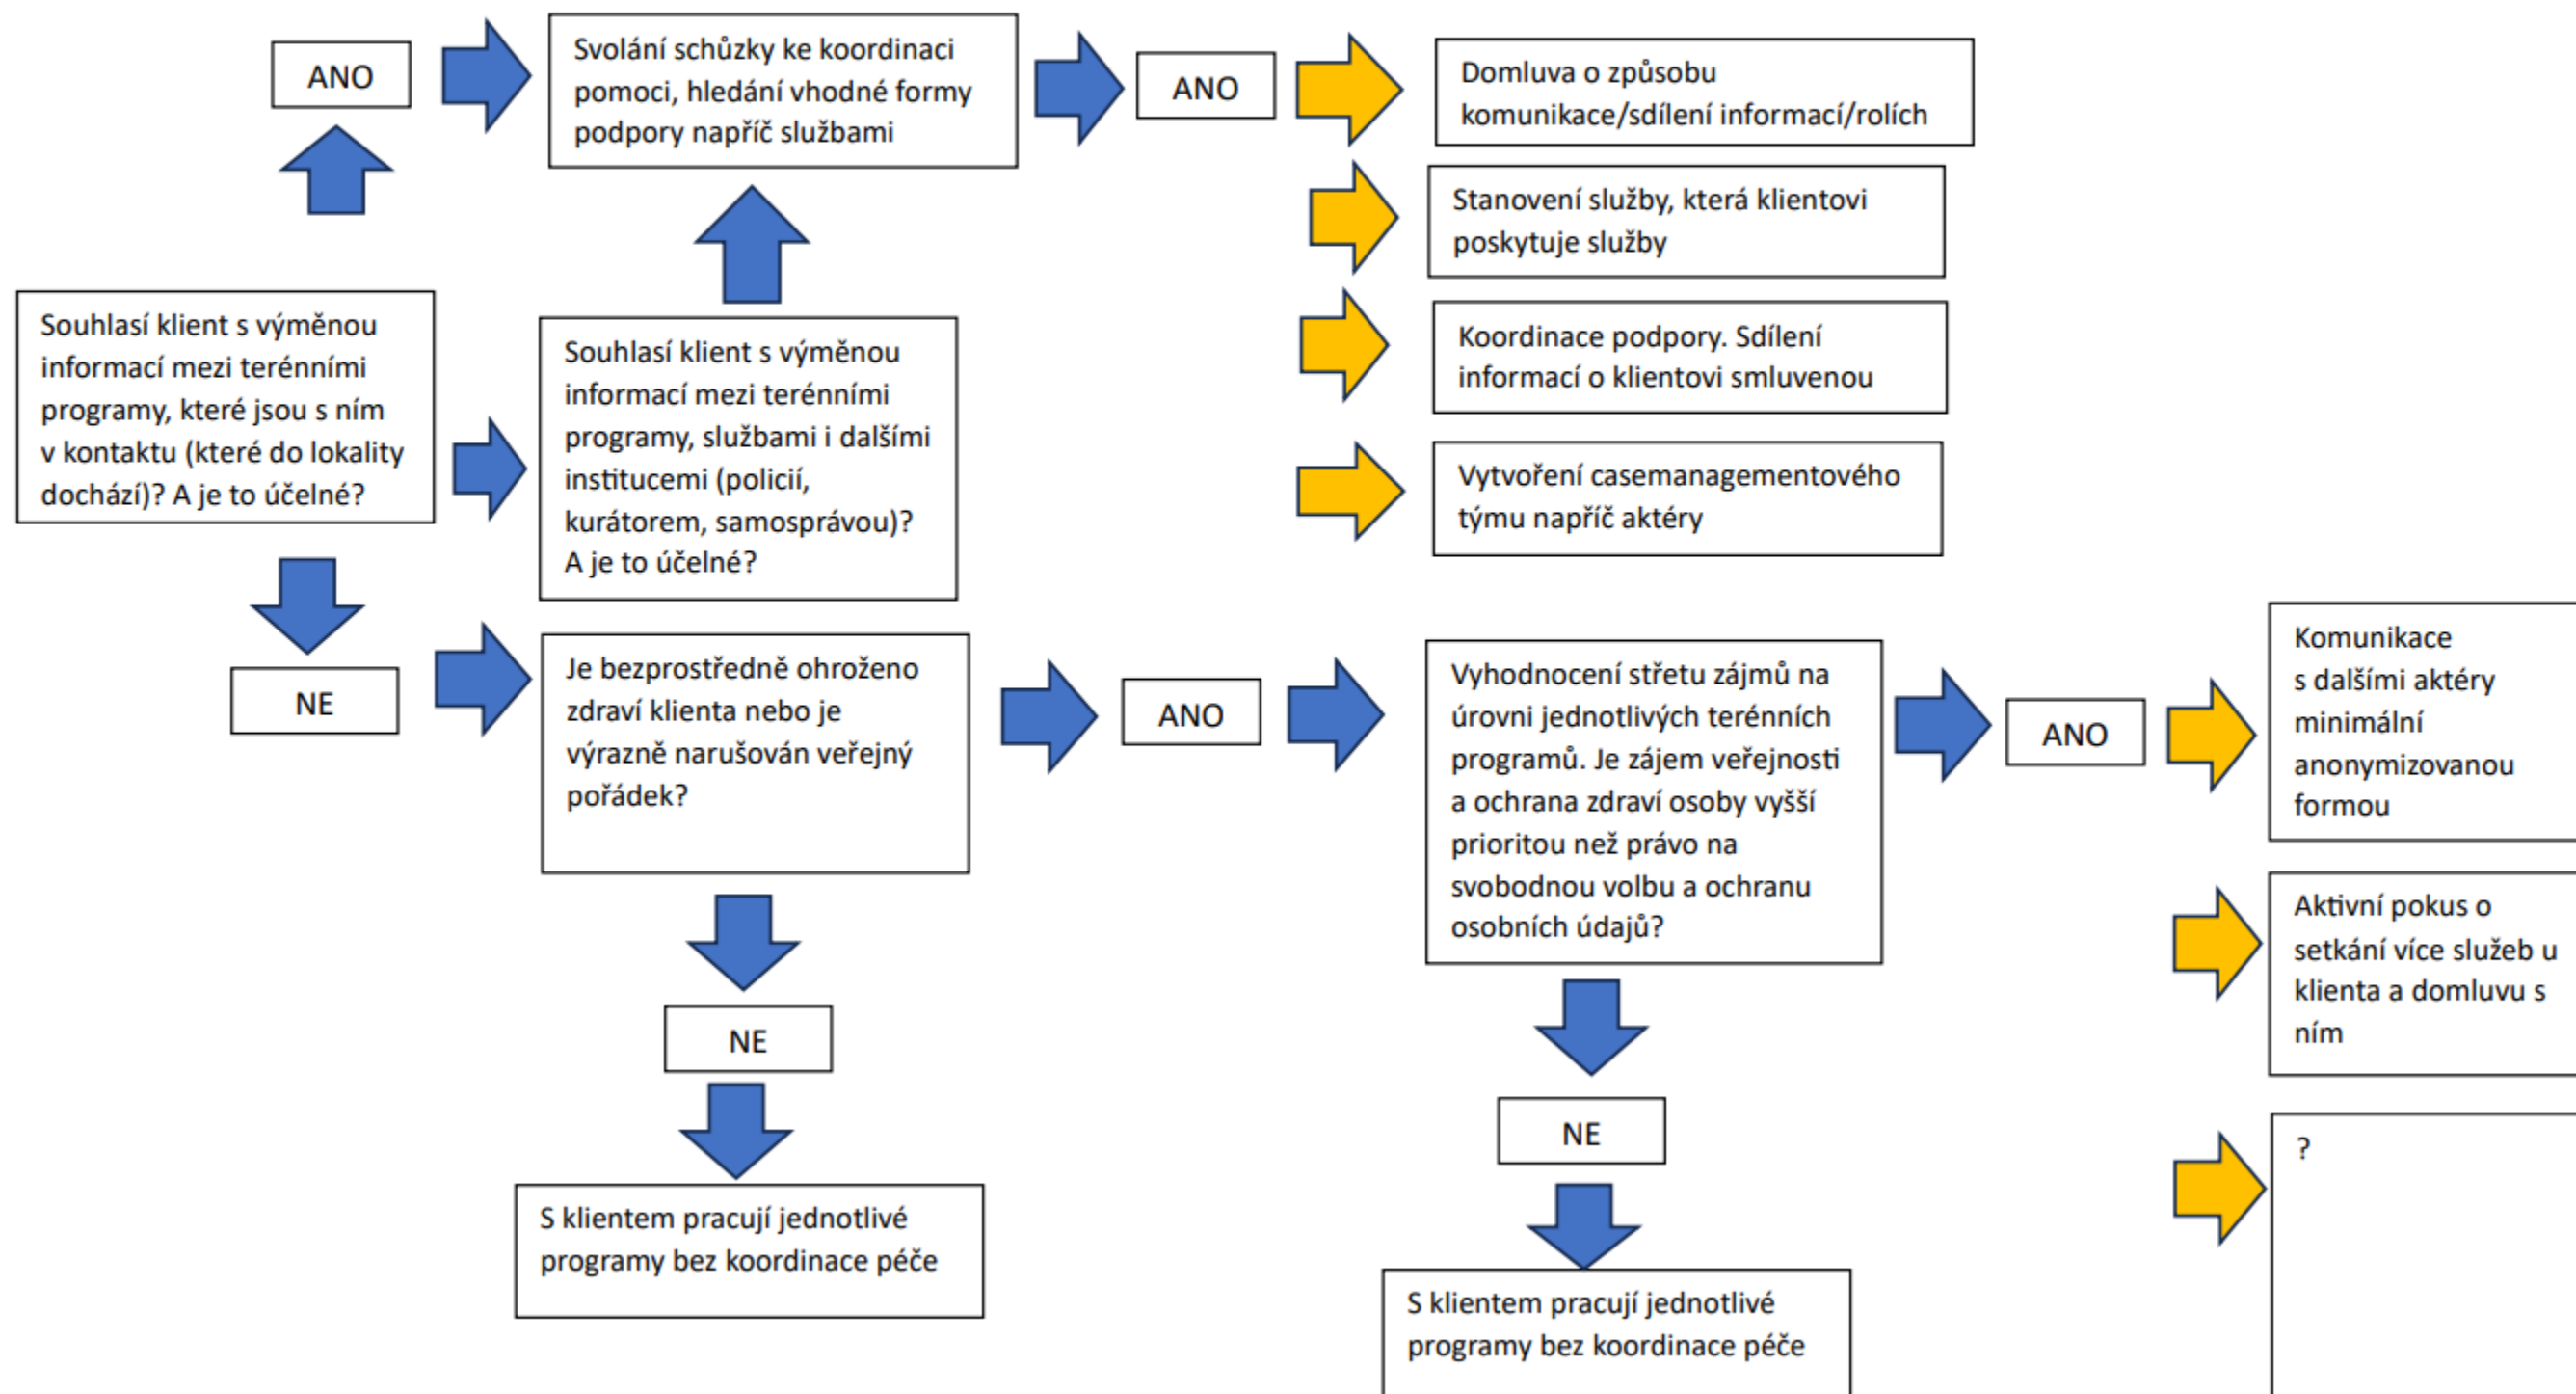 ANO
Svolání schůzky ke koordinaci
pomoci, hledání vhodné formy
podpory napříč službami
ANO
Domluva o způsobu
komunikace/sdílení informací/rolích
Stanovení služby, která klientovi
poskytuje služby
Koordinace podpory. Sdílení
informací o klientovi smluvenou
Vytvoření casemanagementového
týmu napříč aktéry
Souhlasí klient s výměnou
informací mezi terénními
programy, které jsou s ním
v kontaktu (které do lokality
dochází)? A je to účelné?
Souhlasí klient s výměnou
informací mezi terénními
programy, službami i dalšími
institucemi (policií,
kurátorem, samosprávou)?
A je to účelné?
NE
Je bezprostředně ohroženo
zdraví klienta nebo je
výrazně narušován veřejný
pořádek?
ANO
Vyhodnocení střetu zájmů na
úrovni jednotlivých terénních
programů. Je zájem veřejnosti
a ochrana zdraví osoby vyšší
prioritou než právo na
svobodnou volbu a ochranu
osobních údajů?
ANO
Komunikace
s dalšími aktéry
minimální
anonymizovanou
formou
Aktivní pokus o
setkání více služeb u
klienta a domluvu s
ním
?
NE
S klientem pracují jednotlivé
programy bez koordinace péče
NE
S klientem pracují jednotlivé
programy bez koordinace péče